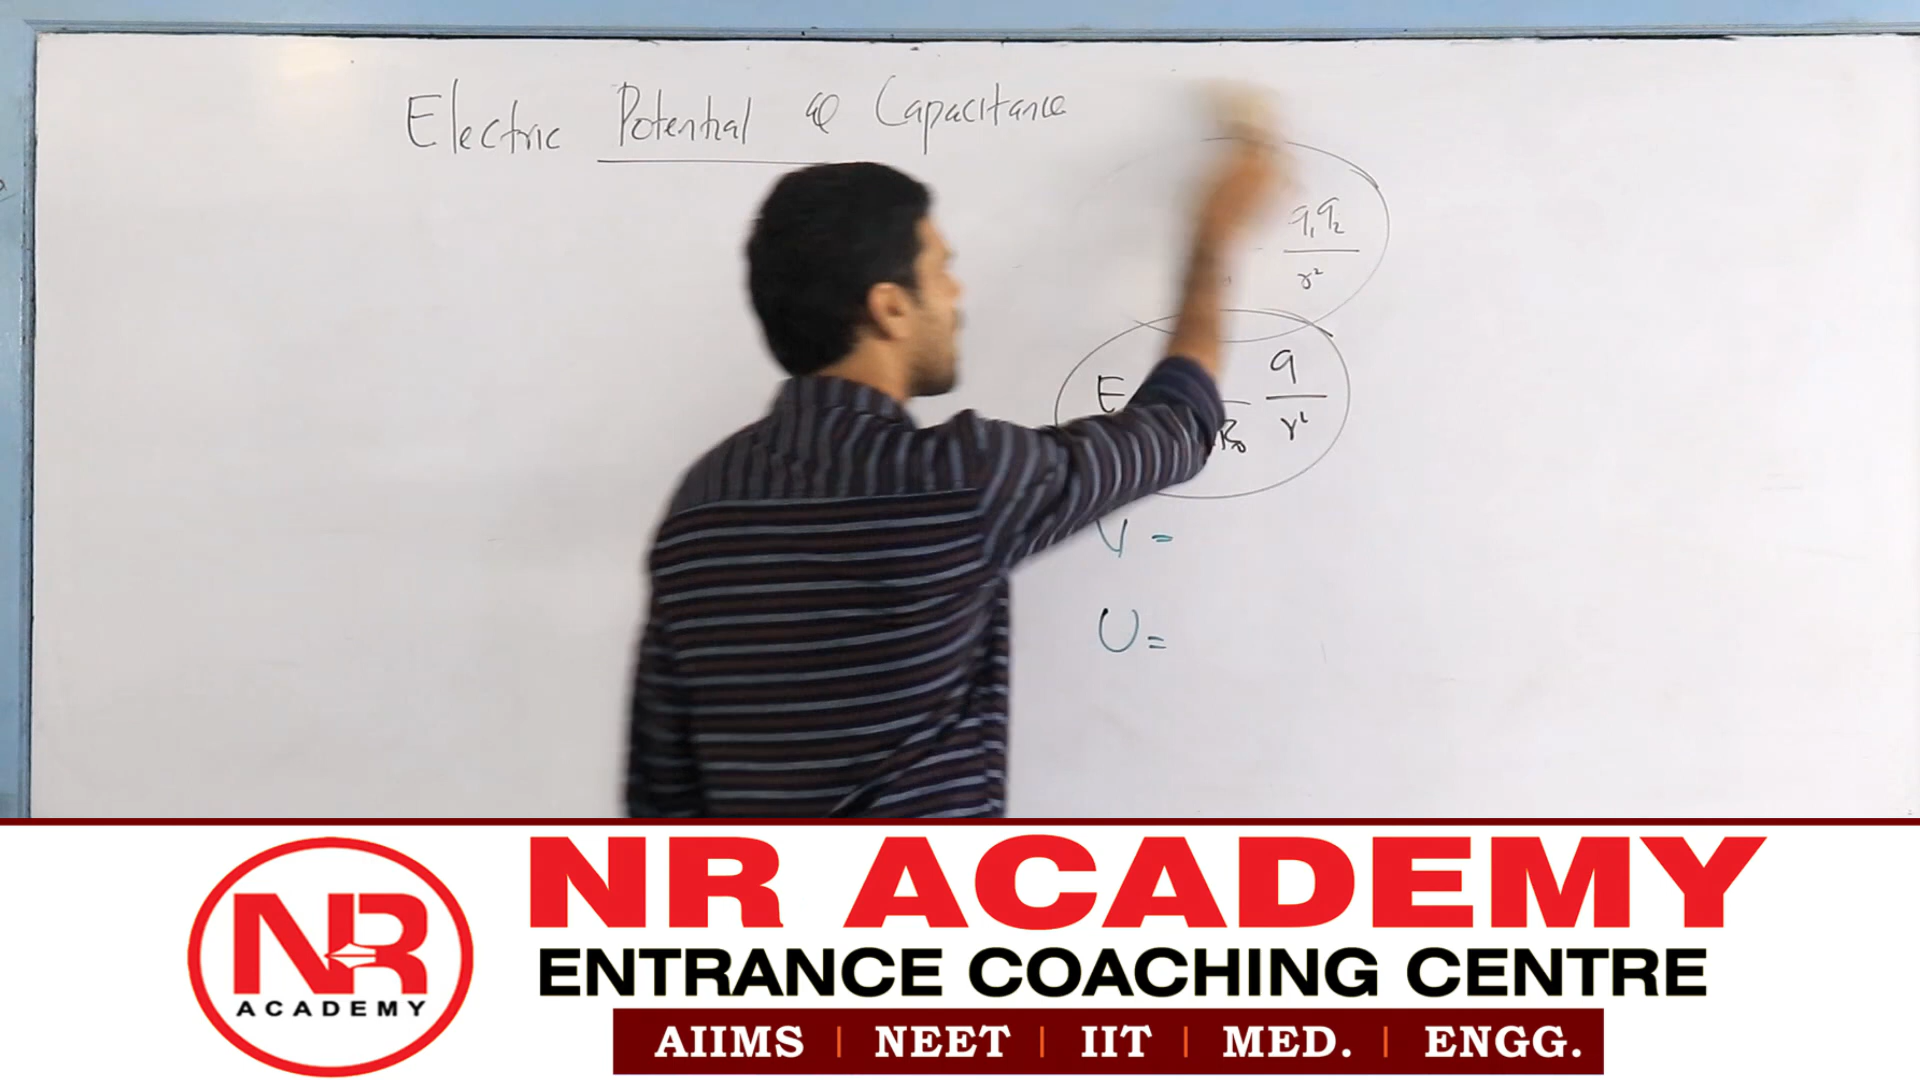 Electric Potential & Capacitance
q₁q₂
r²
E
q
r²
V =
U =
NR
ACADEMY
NR ACADEMY
ENTRANCE COACHING CENTRE
AIIMS | NEET | IIT | MED. | ENGG.